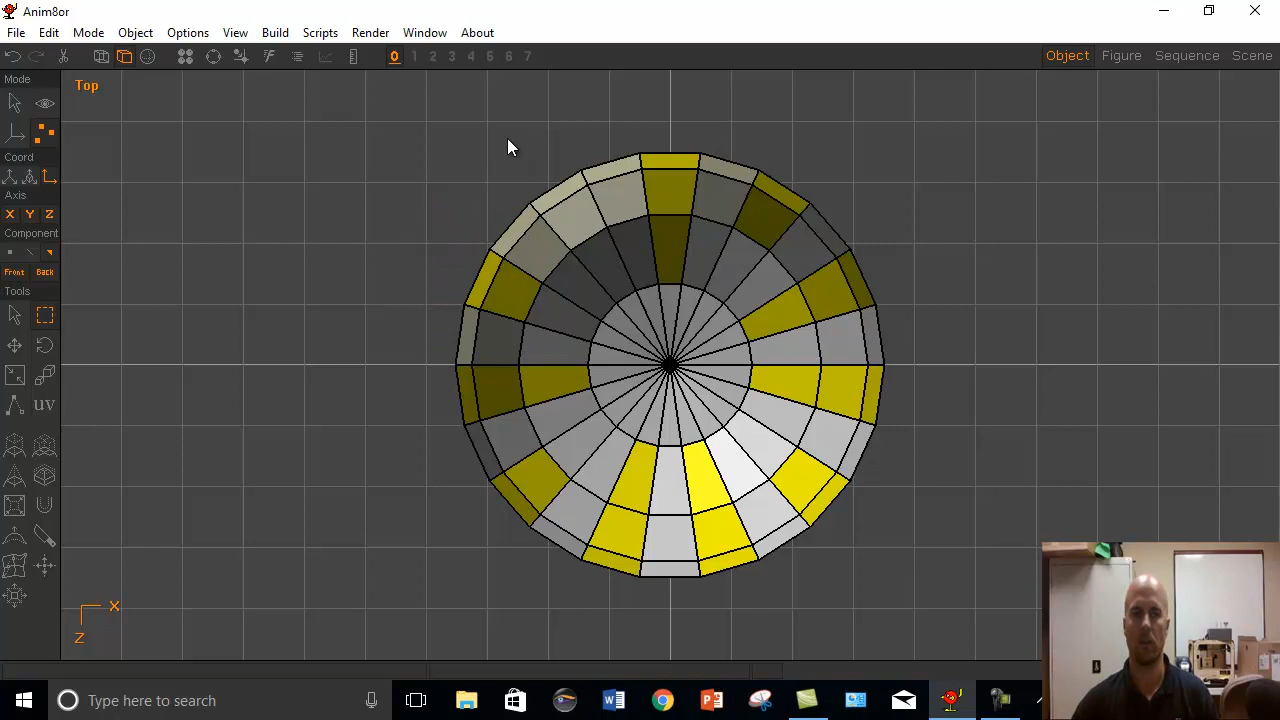 Anim8or
File Edit Mode Object Options View Build Scripts Render Window About
0 1 2 3 4 5 6 7 Object Figure Sequence Scene
Mode
Top
Coord
Axis
X Y Z
Component
Front Back
Tools
UV
X
Z
Type here to search